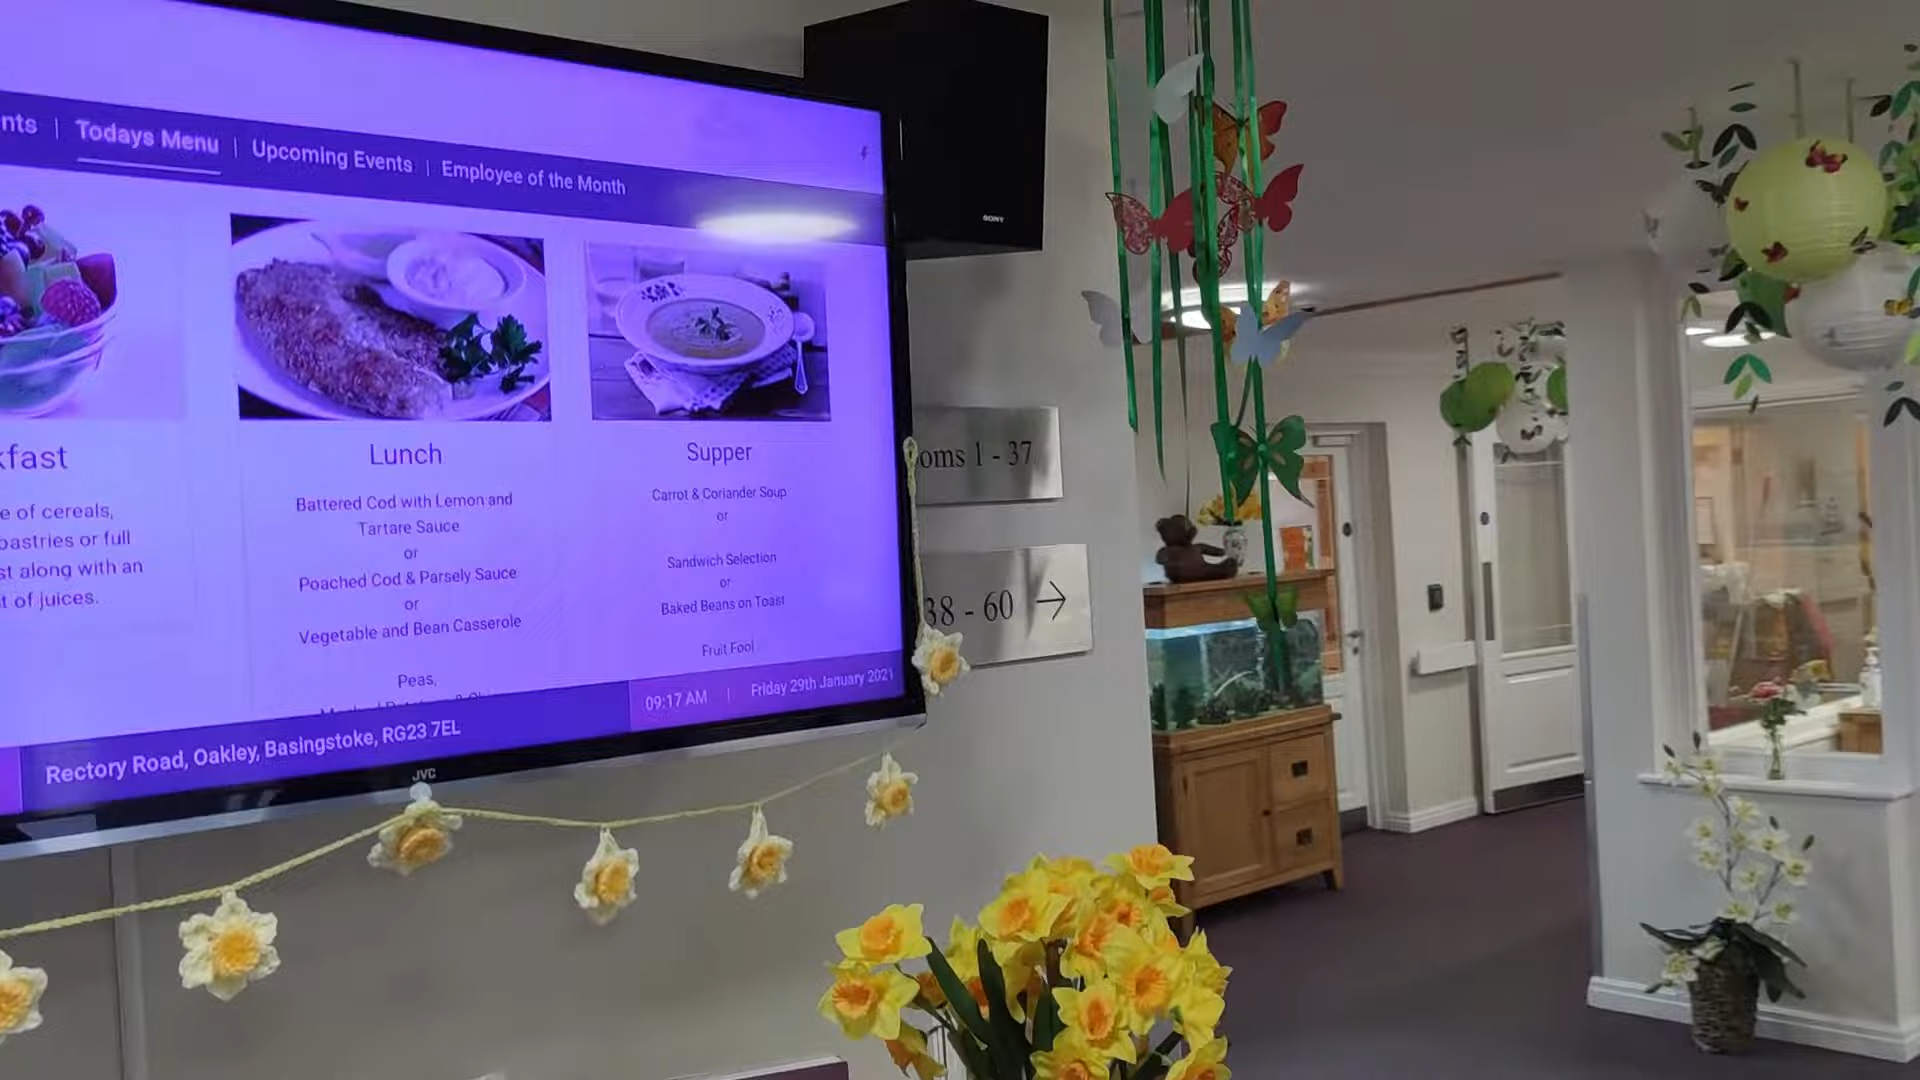 nts | Todays Menu | Upcoming Events | Employee of the Month
SONY
kfast
e of cereals,
pastries or full
st along with an
t of juices.
Lunch
Battered Cod with Lemon and
Tartare Sauce
or
Poached Cod & Parsely Sauce
or
Vegetable and Bean Casserole
Peas,
Supper
Carrot & Coriander Soup
or
Sandwich Selection
or
Baked Beans on Toast
Fruit Fool
09:17 AM | Friday 29th January 2021
Rectory Road, Oakley, Basingstoke, RG23 7EL
JVC
oms 1 - 37
38 - 60 →